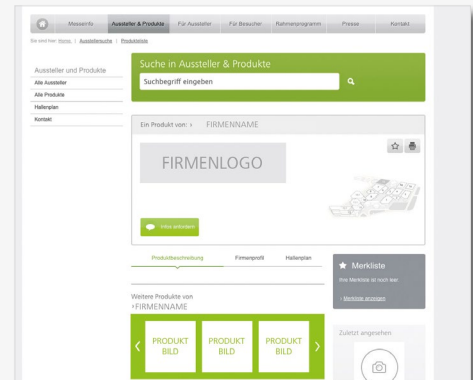 Messeinfo
Aussteller & Produkte
Für Aussteller
Für Besucher
Rahmenprogramm
Presse
Kontakt
Sie sind hier: Home | Ausstellersuche | Produktliste
Aussteller und Produkte
Alle Aussteller
Alle Produkte
Hallenplan
Kontakt
Suche in Aussteller & Produkte
Suchbegriff eingeben
Ein Produkt von: › FIRMENNAME
FIRMENLOGO
Infos anfordern
Produktbeschreibung
Firmenprofil
Hallenplan
Weitere Produkte von
›FIRMENNAME
PRODUKT
BILD
PRODUKT
BILD
PRODUKT
BILD
Merkliste
Ihre Merkliste ist noch leer.
› Merkliste anzeigen
Zuletzt angesehen: